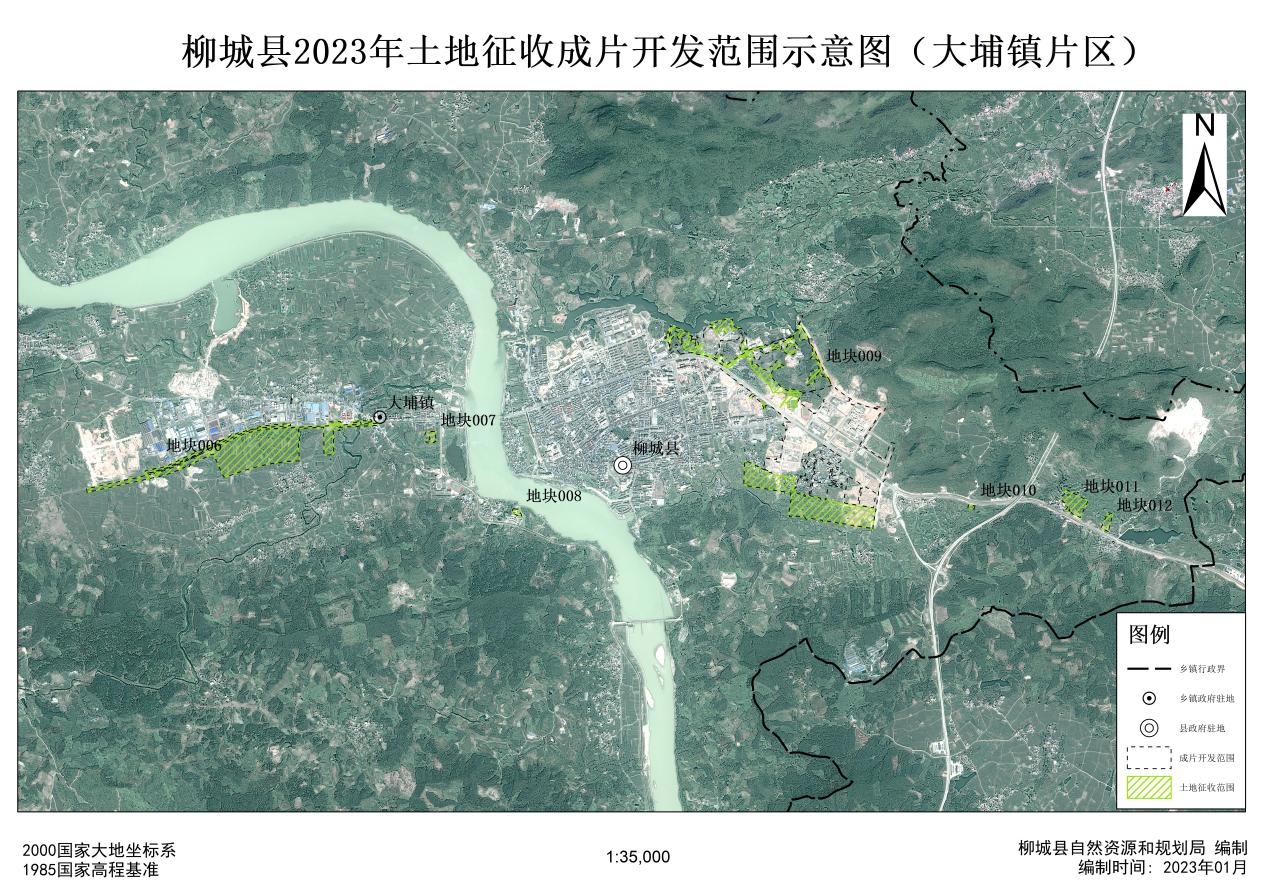 柳城县2023年土地征收成片开发范围示意图（大埔镇片区）
N
地块009
大埔镇
地块007
地块006
柳城县
地块008
地块010
地块011
地块012
图例
乡镇行政界
乡镇政府驻地
县政府驻地
成片开发范围
土地征收范围
2000国家大地坐标系
1985国家高程基准
1:35,000
柳城县自然资源和规划局 编制
编制时间：2023年01月